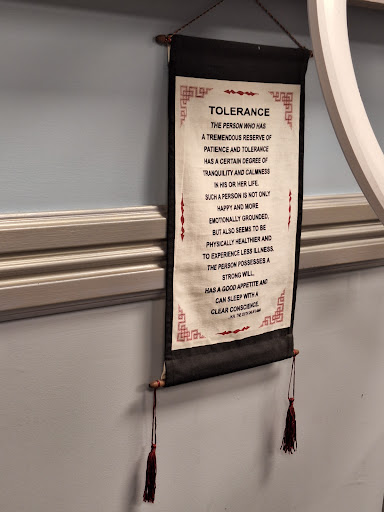 TOLERANCE
THE PERSON WHO HAS
A TREMENDOUS RESERVE OF
PATIENCE AND TOLERANCE
HAS A CERTAIN DEGREE OF
TRANQUILITY AND CALMNESS
IN HIS OR HER LIFE.
SUCH A PERSON IS NOT ONLY
HAPPY AND MORE
EMOTIONALLY GROUNDED,
BUT ALSO SEEMS TO BE
PHYSICALLY HEALTHIER AND
TO EXPERIENCE LESS ILLNESS.
THE PERSON POSSESSES A
STRONG WILL,
HAS A GOOD APPETITE AND
CAN SLEEP WITH A
CLEAR CONSCIENCE.